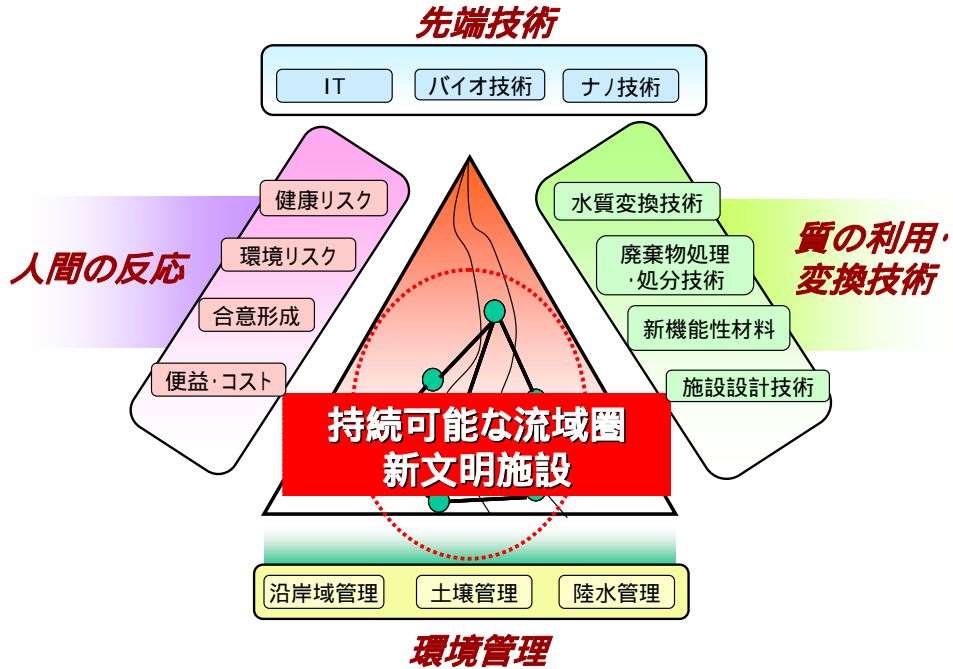 先端技術
IT
バイオ技術
ナノ技術
健康リスク
環境リスク
合意形成
便益・コスト
人間の反応
水質変換技術
廃棄物処理
・処分技術
新機能性材料
施設設計技術
質の利用・
変換技術
持続可能な流域圏
新文明施設
沿岸域管理
土壌管理
陸水管理
環境管理